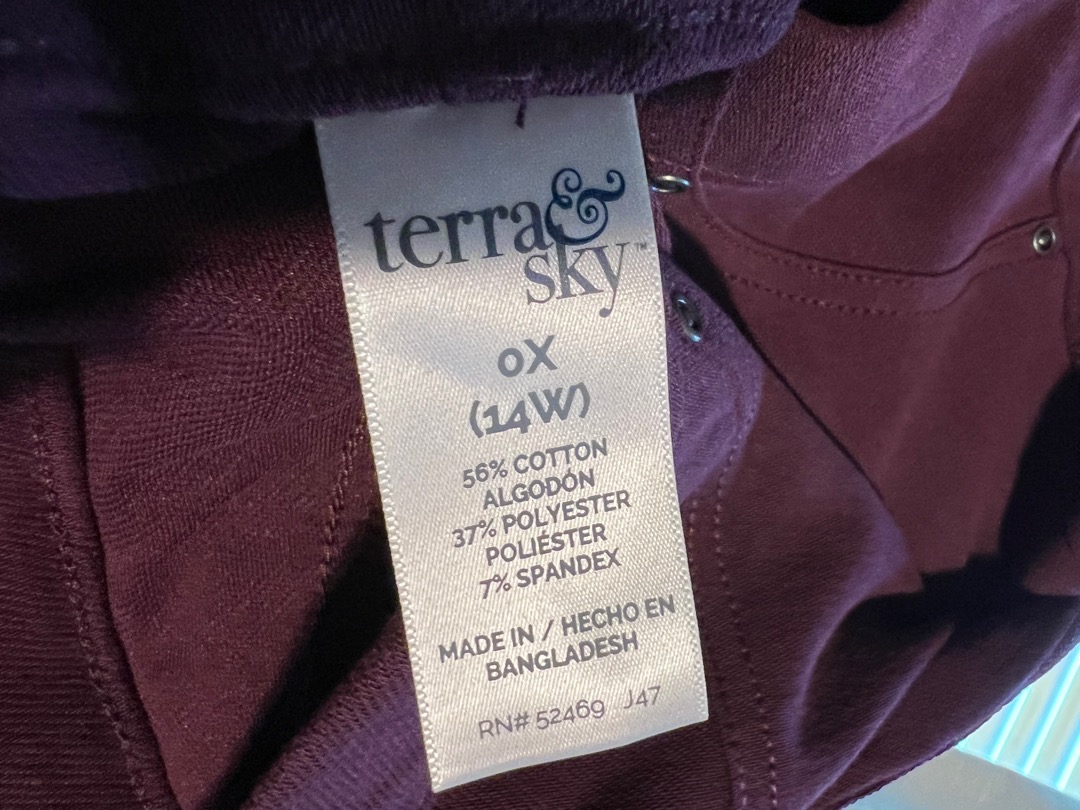 terra&
sky™
0X
(14W)
56% COTTON
ALGODÓN
37% POLYESTER
POLIÉSTER
7% SPANDEX
MADE IN / HECHO EN
BANGLADESH
RN# 52469 J47